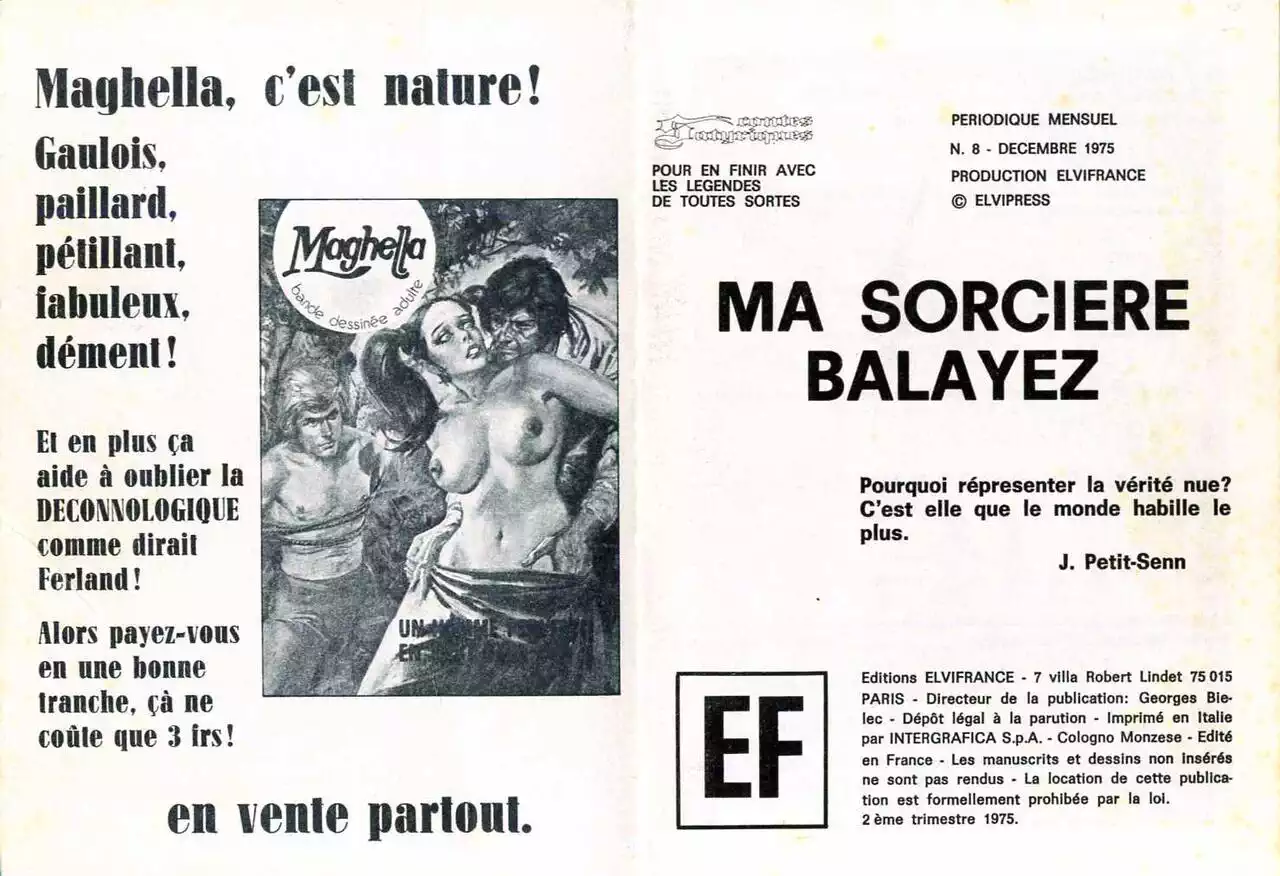 Maghella, c'est nature!
Gaulois,
paillard,
pétillant,
fabuleux,
dément!
Et en plus ça
aide à oublier la
DECONNOLOGIQUE
comme dirait
Ferland!
Alors payez-vous
en une bonne
tranche, çà ne
coûte que 3 frs!
en vente partout.
Maghella
bande dessinée adulte
UN
EN
contes
satyriques
POUR EN FINIR AVEC
LES LEGENDES
DE TOUTES SORTES
PERIODIQUE MENSUEL
N. 8 - DECEMBRE 1975
PRODUCTION ELVIFRANCE
© ELVIPRESS
MA SORCIERE
BALAYEZ
Pourquoi répresenter la vérité nue?
C'est elle que le monde habille le
plus.
J. Petit-Senn
EF
Editions ELVIFRANCE - 7 villa Robert Lindet 75 015
PARIS - Directeur de la publication: Georges Bie-
lec - Dépôt légal à la parution - Imprimé en Italie
par INTERGRAFICA S.p.A. - Cologno Monzese - Edité
en France - Les manuscrits et dessins non insérés
ne sont pas rendus - La location de cette publica-
tion est formellement prohibée par la loi.
2 ème trimestre 1975.